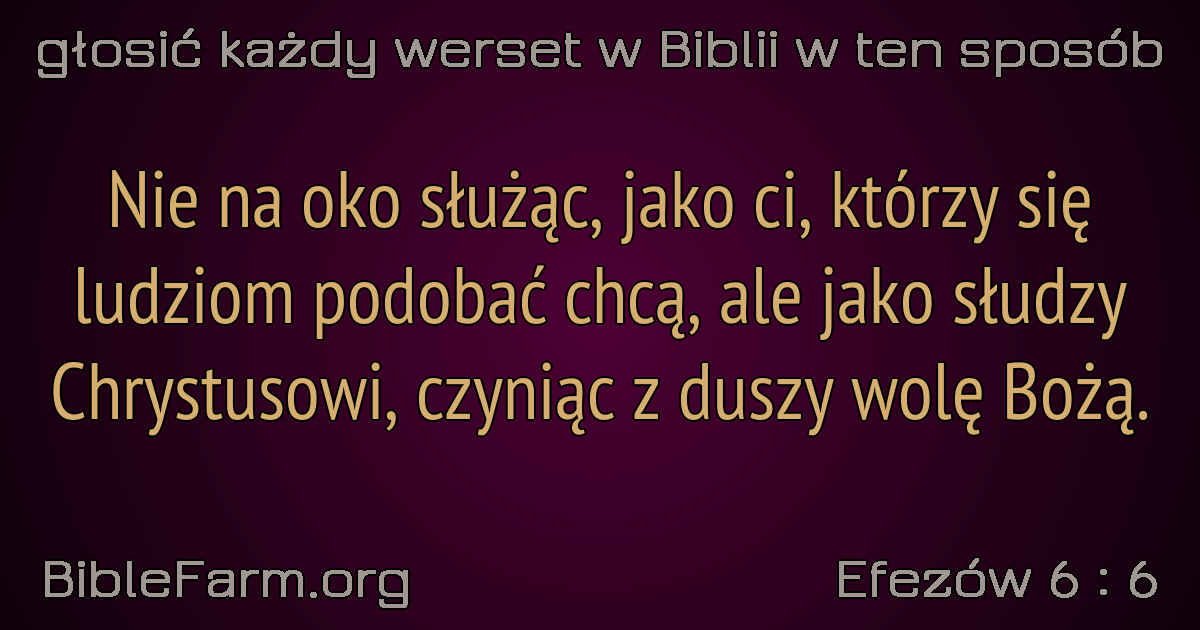 głosić każdy werset w Biblii w ten sposób
Nie na oko służąc, jako ci, którzy się
ludziom podobać chcą, ale jako słudzy
Chrystusowi, czyniąc z duszy wolę Bożą.
BibleFarm.org
Efezów 6 : 6